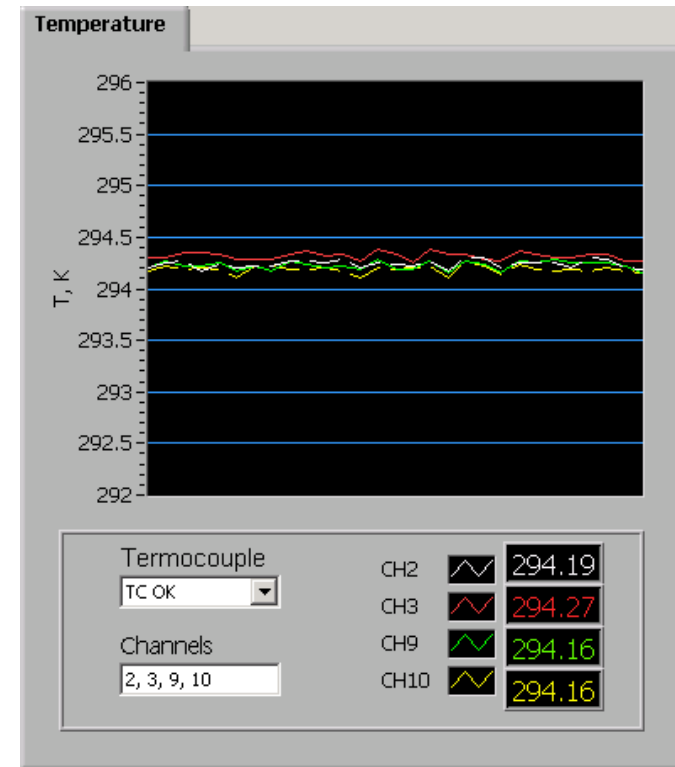 Temperature
296
295.5
295
294.5
294
293.5
293
292.5
292
T, K
Termocouple
TC OK
Channels
2, 3, 9, 10
CH2 294.19
CH3 294.27
CH9 294.16
CH10 294.16